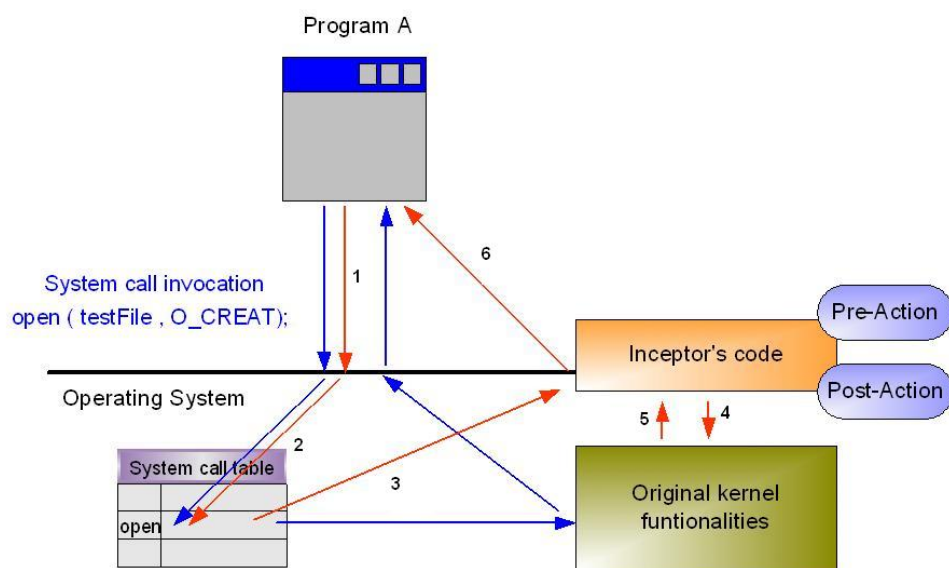 Program A
1
6
System call invocation
open ( testFile , O_CREAT);
Pre-Action
Inceptor's code
Operating System
Post-Action
5
4
2
System call table
3
open
Original kernel
funtionalities